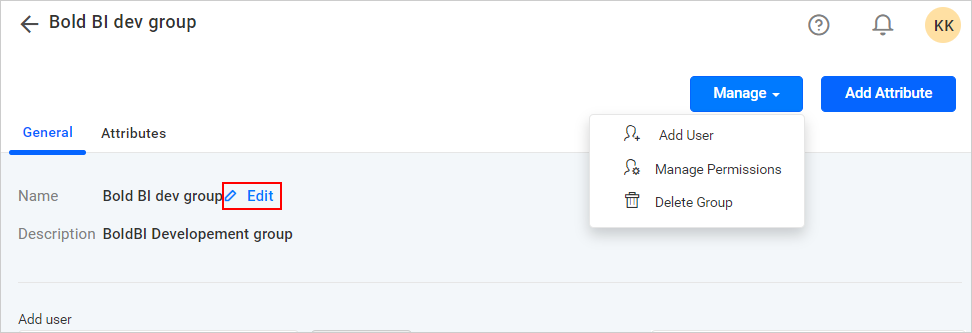 Bold BI dev group
KK
Manage
Add Attribute
General
Attributes
Add User
Manage Permissions
Delete Group
Name
Bold BI dev group
Edit
Description
BoldBI Developement group
Add user